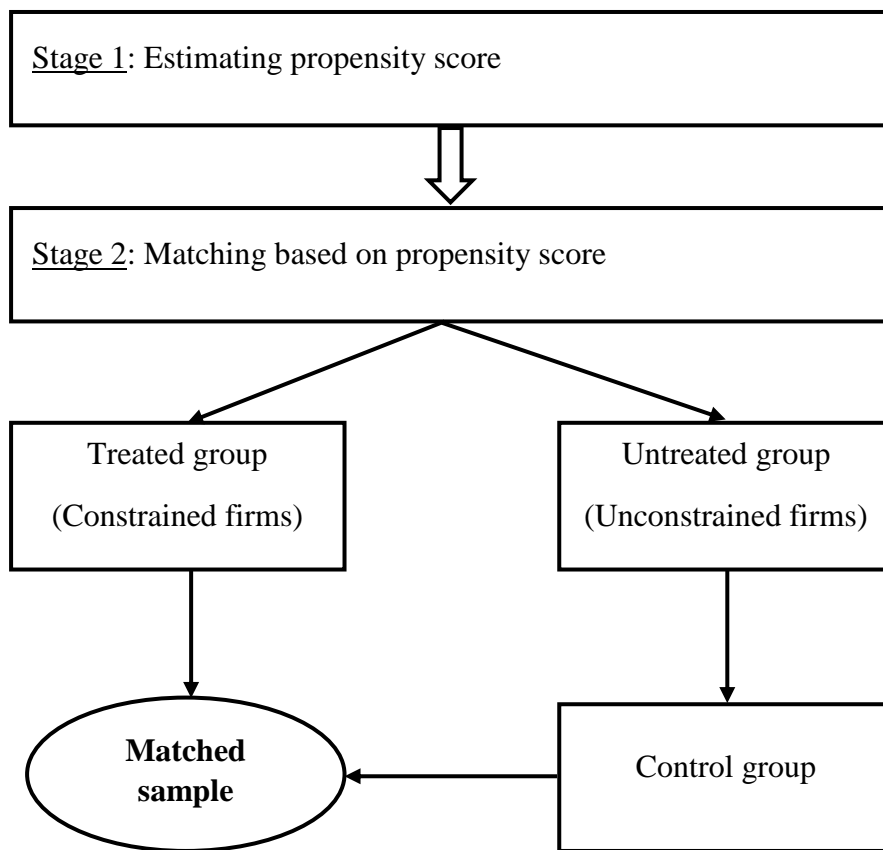 Stage 1: Estimating propensity score
Stage 2: Matching based on propensity score
Treated group
(Constrained firms)
Untreated group
(Unconstrained firms)
Matched
sample
Control group